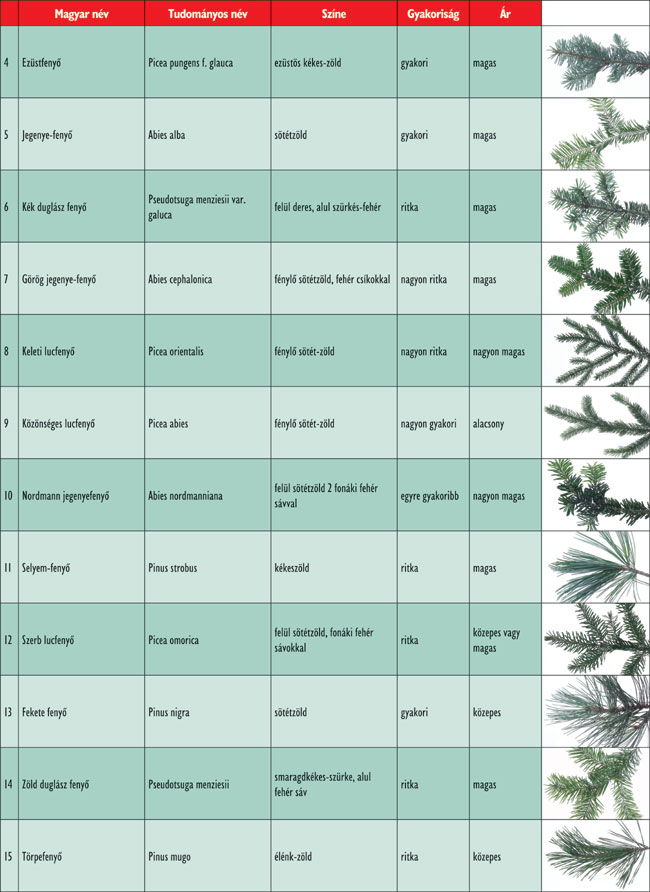 Magyar név Tudományos név Színe Gyakoriság Ár
4 Ezüstfenyő Picea pungens f. glauca ezüstös kékes-zöld gyakori magas
5 Jegenye-fenyő Abies alba sötétzöld gyakori magas
6 Kék duglász fenyő Pseudotsuga menziesii var.
galuca felül deres, alul szürkés-fehér ritka magas
7 Görög jegenye-fenyő Abies cephalonica fénylő sötétzöld, fehér csíkokkal nagyon ritka magas
8 Keleti lucfenyő Picea orientalis fénylő sötét-zöld nagyon ritka nagyon magas
9 Közönséges lucfenyő Picea abies fénylő sötét-zöld nagyon gyakori alacsony
10 Nordmann jegenyefenyő Abies nordmanniana felül sötétzöld 2 fonáki fehér
sávval egyre gyakoribb nagyon magas
11 Selyem-fenyő Pinus strobus kékeszöld ritka magas
12 Szerb lucfenyő Picea omorica felül sötétzöld, fonáki fehér
sávokkal ritka közepes vagy
magas
13 Fekete fenyő Pinus nigra sötétzöld gyakori közepes
14 Zöld duglász fenyő Pseudotsuga menziesii smaragdkékes-szürke, alul
fehér sáv ritka magas
15 Törpefenyő Pinus mugo élénk-zöld ritka közepes